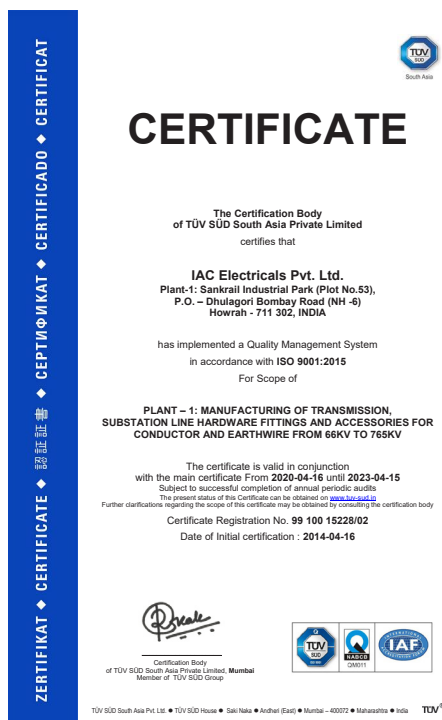 ZERTIFIKAT ◆ CERTIFICATE ◆ 認証証書 ◆ СЕРТИФИКАТ ◆ CERTIFICADO ◆ CERTIFICAT
TÜV
SÜD
South Asia
CERTIFICATE
The Certification Body
of TÜV SÜD South Asia Private Limited
certifies that
IAC Electricals Pvt. Ltd.
Plant-1: Sankrail Industrial Park (Plot No.53),
P.O. – Dhulagori Bombay Road (NH -6)
Howrah - 711 302, INDIA
has implemented a Quality Management System
in accordance with ISO 9001:2015
For Scope of
PLANT – 1: MANUFACTURING OF TRANSMISSION,
SUBSTATION LINE HARDWARE FITTINGS AND ACCESSORIES FOR
CONDUCTOR AND EARTHWIRE FROM 66KV TO 765KV
The certificate is valid in conjunction
with the main certificate From 2020-04-16 until 2023-04-15
Subject to successful completion of annual periodic audits
The present status of this Certificate can be obtained on www.tuv-sud.in
Further clarifications regarding the scope of this certificate may be obtained by consulting the certification body
Certificate Registration No. 99 100 15228/02
Date of Initial certification : 2014-04-16
Certification Body
of TÜV SÜD South Asia Private Limited, Mumbai
Member of TÜV SÜD Group
TÜV
SÜD
ISO 9001
NABCB
QM011
IAF
TÜV SÜD South Asia Pvt. Ltd. ● TÜV SÜD House ● Saki Naka ● Andheri (East) ● Mumbai – 400072 ● Maharashtra ● India TÜV®